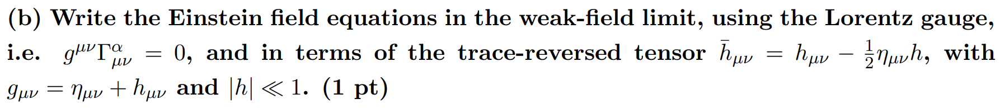 (b) Write the Einstein field equations in the weak-field limit, using the Lorentz gauge,
i.e. $g^{\mu\nu}\Gamma^{\alpha}_{\mu\nu} = 0$, and in terms of the trace-reversed tensor $\bar{h}_{\mu\nu} = h_{\mu\nu} - \frac{1}{2}\eta_{\mu\nu}h$, with
$g_{\mu\nu} = \eta_{\mu\nu} + h_{\mu\nu}$ and $|h| \ll 1$. (1 pt)